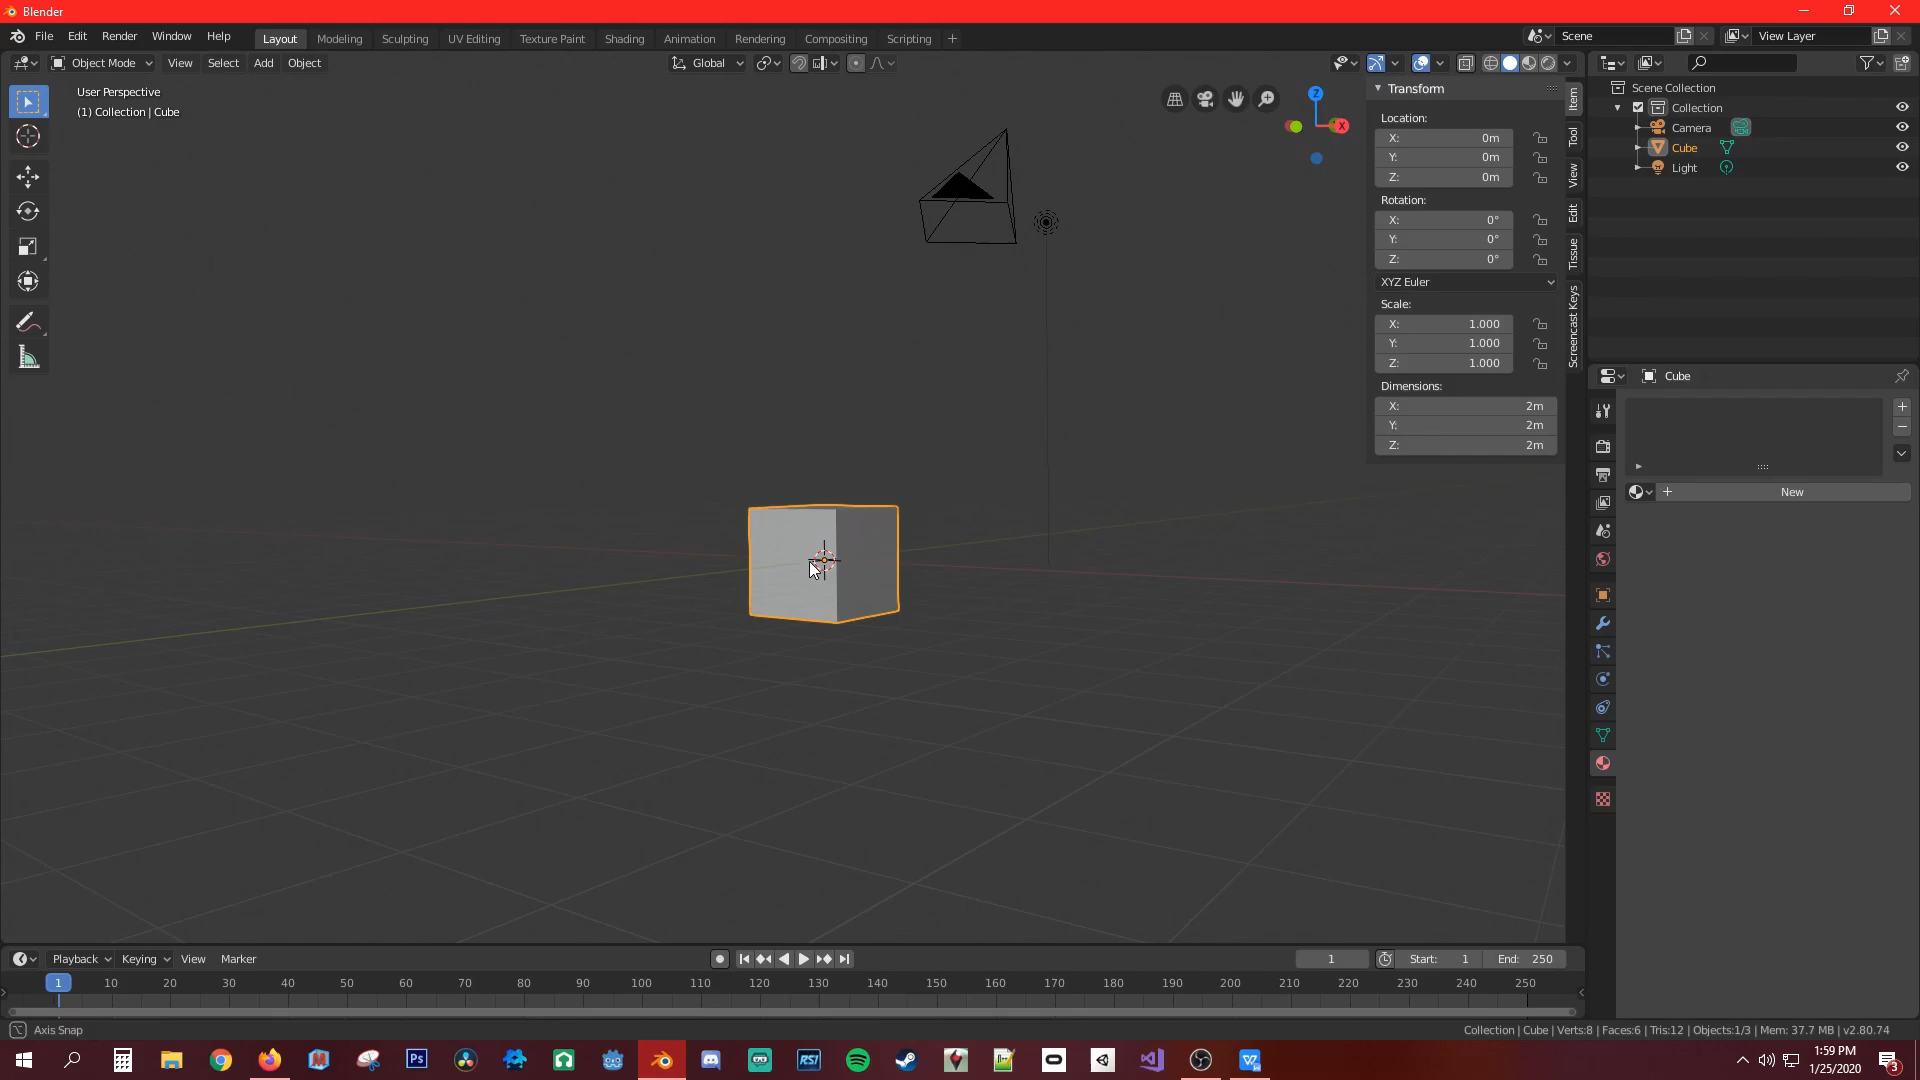 Blender
File Edit Render Window Help Layout Modeling Sculpting UV Editing Texture Paint Shading Animation Rendering Compositing Scripting + Scene View Layer
Object Mode View Select Add Object Global
User Perspective
(1) Collection | Cube
Z
X
Transform
Location:
X: 0m
Y: 0m
Z: 0m
Rotation:
X: 0°
Y: 0°
Z: 0°
XYZ Euler
Scale:
X: 1.000
Y: 1.000
Z: 1.000
Dimensions:
X: 2m
Y: 2m
Z: 2m
Item
Tool
View
Edit
Tissue
Screencast Keys
Scene Collection
Collection
Camera
Cube
Light
Cube
New
Playback Keying View Marker 1 Start: 1 End: 250
1 10 20 30 40 50 60 70 80 90 100 110 120 130 140 150 160 170 180 190 200 210 220 230 240 250
Axis Snap
Collection | Cube | Verts:8 | Faces:6 | Tris:12 | Objects:1/3 | Mem: 37.7 MB | v2.80.74
Ps
RSI
1:59 PM
1/25/2020
3